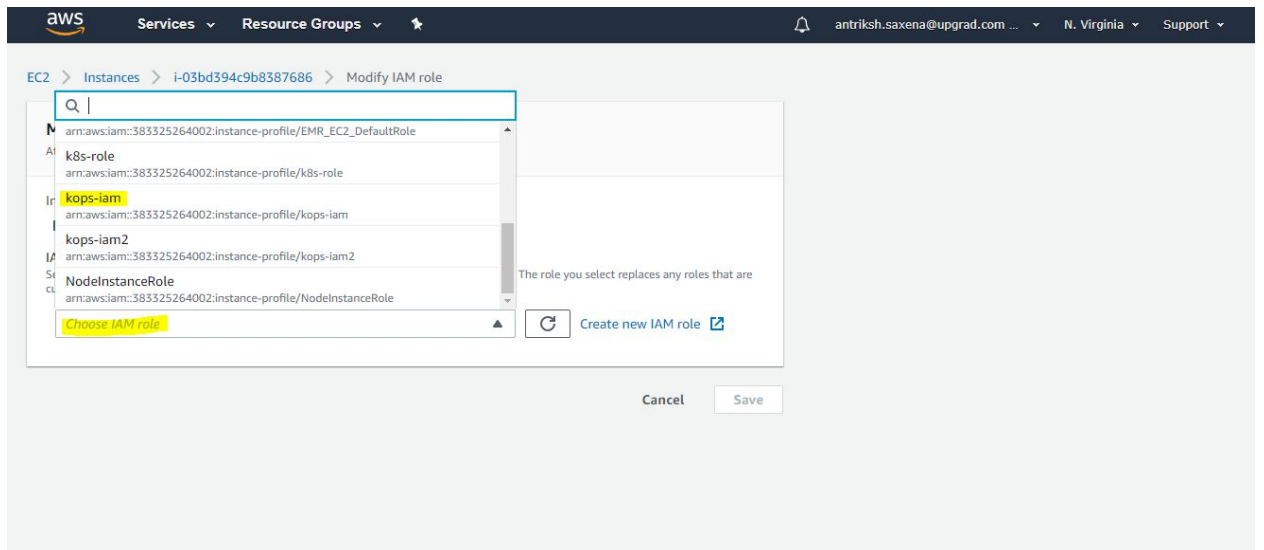 aws Services Resource Groups antriksh.saxena@upgrad.com ... N. Virginia Support
EC2 > Instances > i-03bd394c9b8387686 > Modify IAM role
arn:aws:iam::383325264002:instance-profile/EMR_EC2_DefaultRole
k8s-role
arn:aws:iam::383325264002:instance-profile/k8s-role
kops-iam
arn:aws:iam::383325264002:instance-profile/kops-iam
kops-iam2
arn:aws:iam::383325264002:instance-profile/kops-iam2
NodeInstanceRole
arn:aws:iam::383325264002:instance-profile/NodeInstanceRole
The role you select replaces any roles that are
Choose IAM role
Create new IAM role
Cancel Save